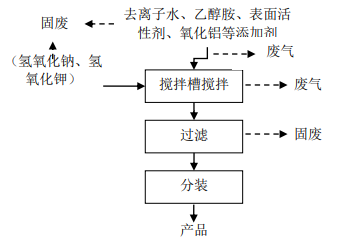 固废
去离子水、乙醇胺、表面活
性剂、氧化铝等添加剂
废气
（氢氧化钠、氢
氧化钾）
搅拌槽搅拌
废气
过滤
固废
分装
产品